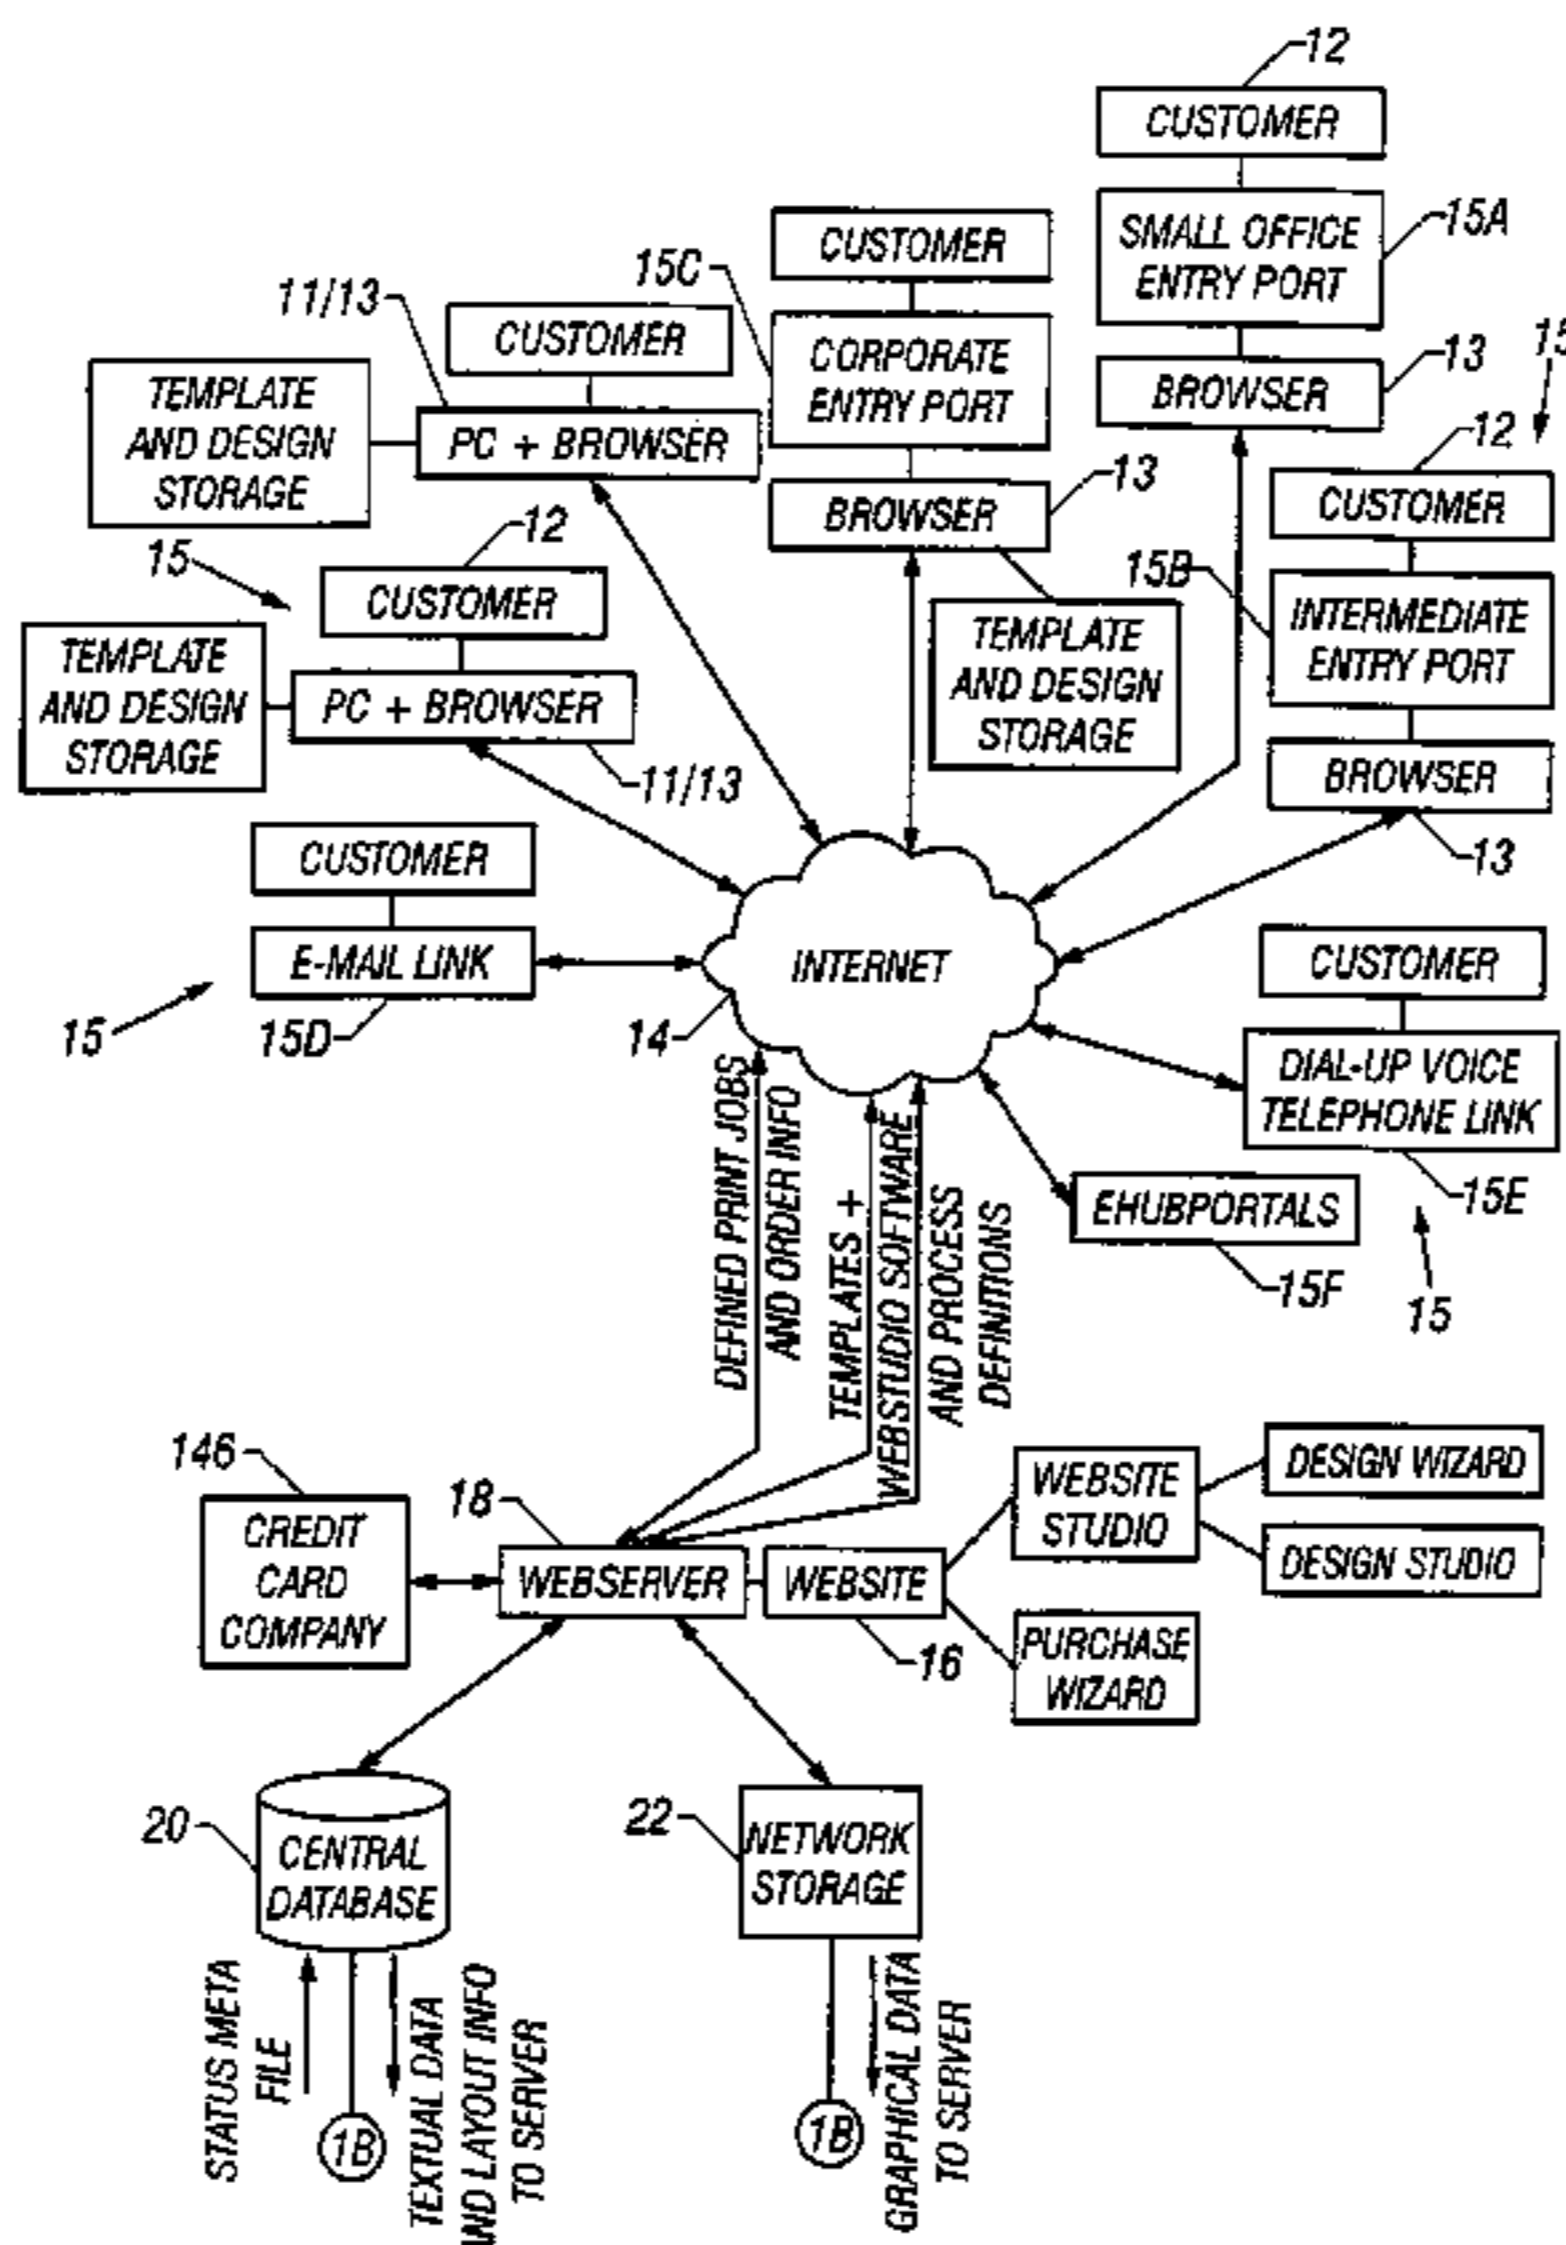 12
CUSTOMER
SMALL OFFICE
ENTRY PORT
15A
CUSTOMER
15C
CORPORATE
ENTRY PORT
11/13
CUSTOMER
TEMPLATE
AND DESIGN
STORAGE
PC + BROWSER
BROWSER
13
15
BROWSER
13
12
CUSTOMER
15
12
CUSTOMER
TEMPLATE
AND DESIGN
STORAGE
PC + BROWSER
11/13
TEMPLATE
AND DESIGN
STORAGE
15B
INTERMEDIATE
ENTRY PORT
BROWSER
13
CUSTOMER
E-MAIL LINK
15D
15
INTERNET
14
CUSTOMER
DIAL-UP VOICE
TELEPHONE LINK
15E
15
EHUBPORTALS
15F
DEFINED PRINT JOBS
AND ORDER INFO
TEMPLATES +
WEBSTUDIO SOFTWARE
AND PROCESS
DEFINITIONS
146
CREDIT
CARD
COMPANY
18
WEBSERVER
WEBSITE
16
WEBSITE
STUDIO
DESIGN WIZARD
DESIGN STUDIO
PURCHASE
WIZARD
20
CENTRAL
DATABASE
22
NETWORK
STORAGE
STATUS META
FILE
1B
TEXTUAL DATA
AND LAYOUT INFO
TO SERVER
1B
GRAPHICAL DATA
TO SERVER